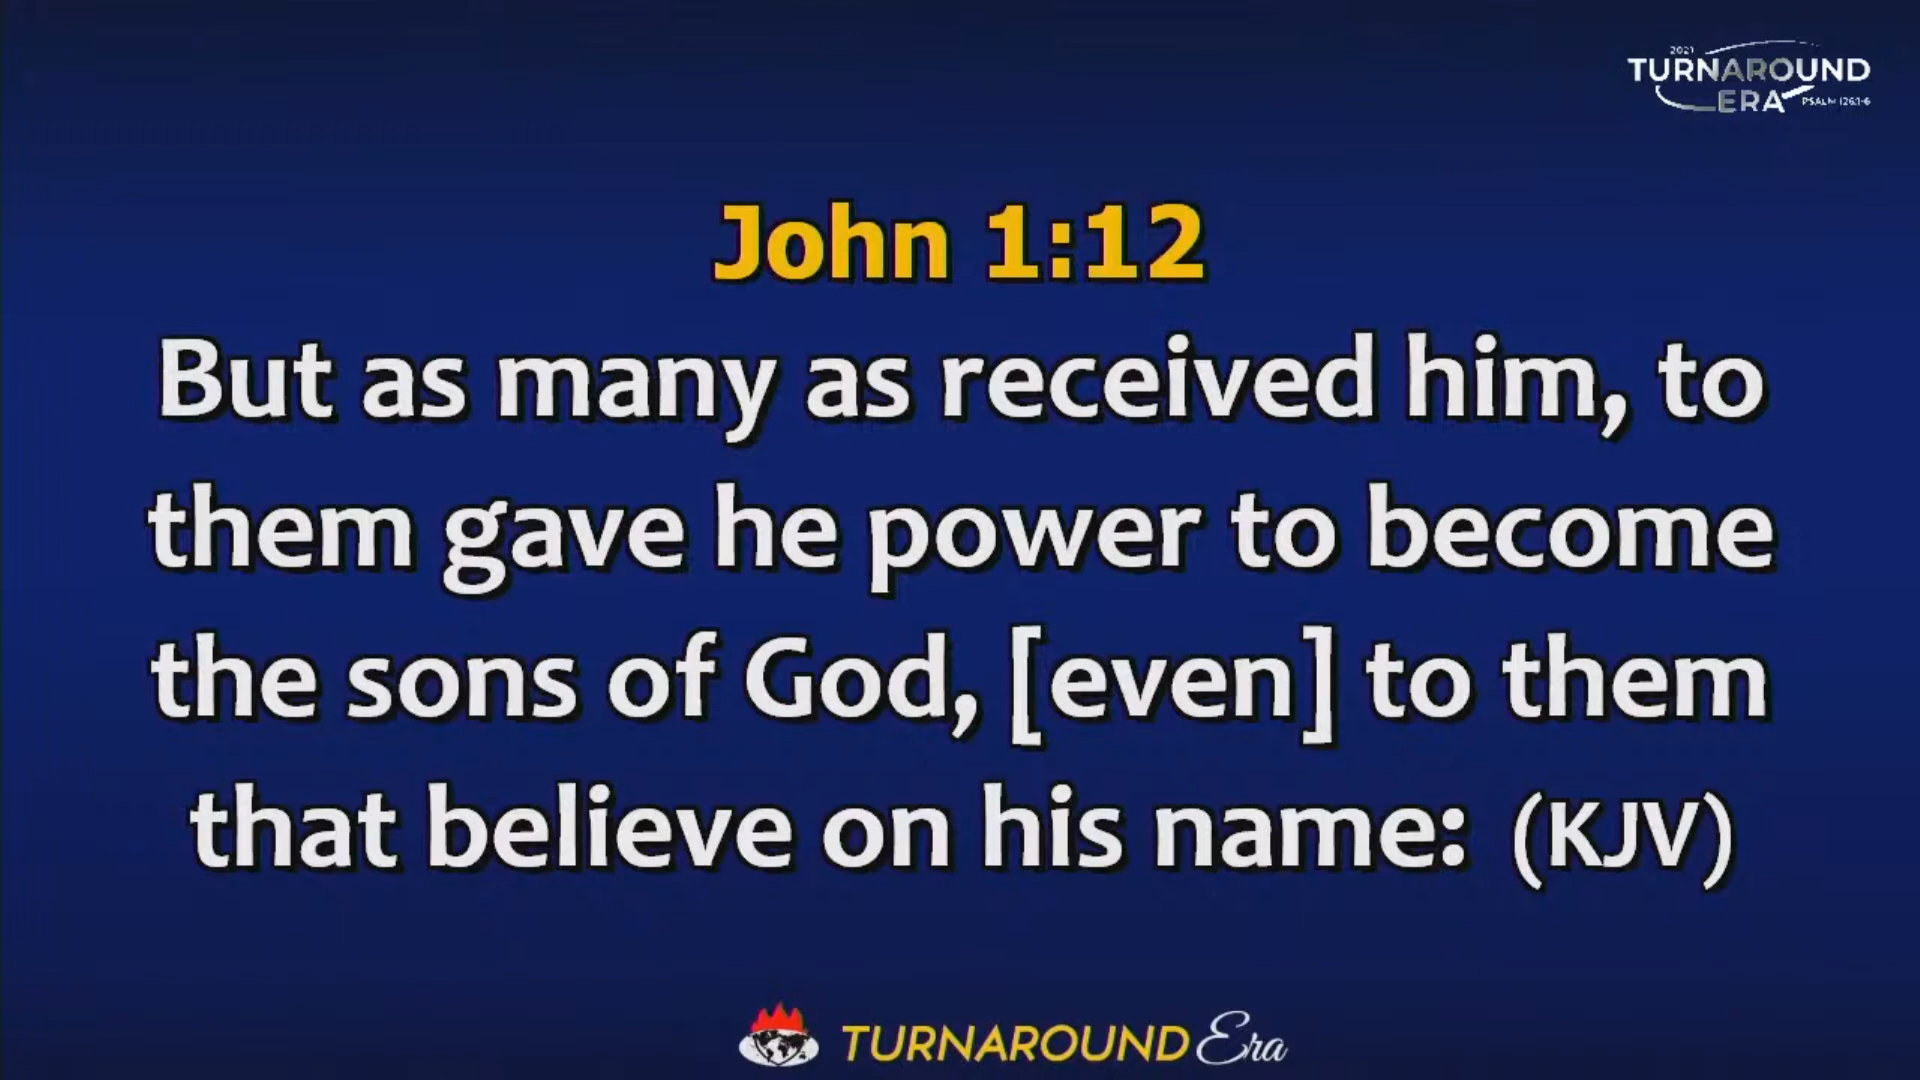 2021
TURNAROUND
ERA PSALM 126:1-6
John 1:12
But as many as received him, to
them gave he power to become
the sons of God, [even] to them
that believe on his name: (KJV)
TURNAROUND Era